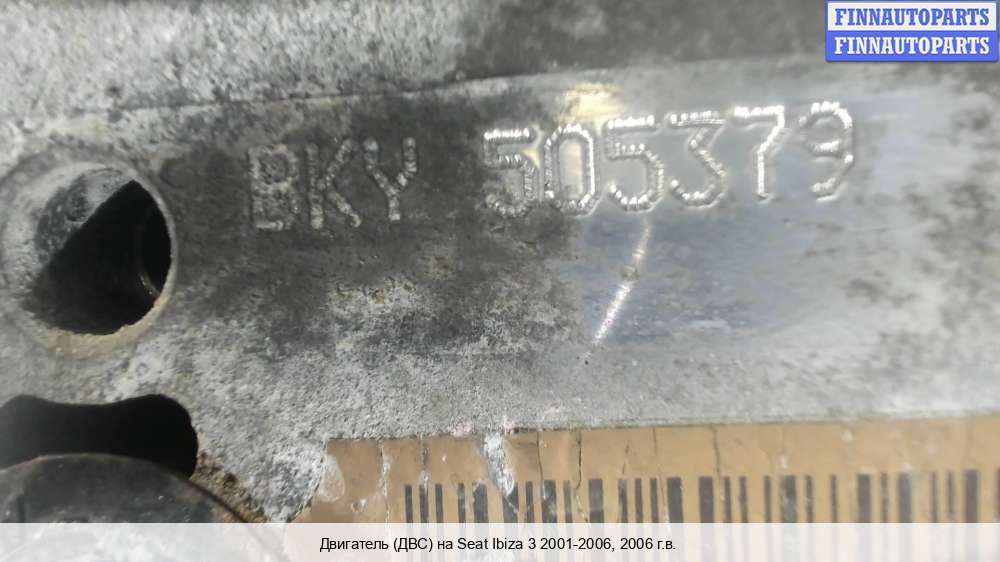 FINNAUTOPARTS
FINNAUTOPARTS
BKY 505379
Двигатель (ДВС) на Seat Ibiza 3 2001-2006, 2006 г.в.